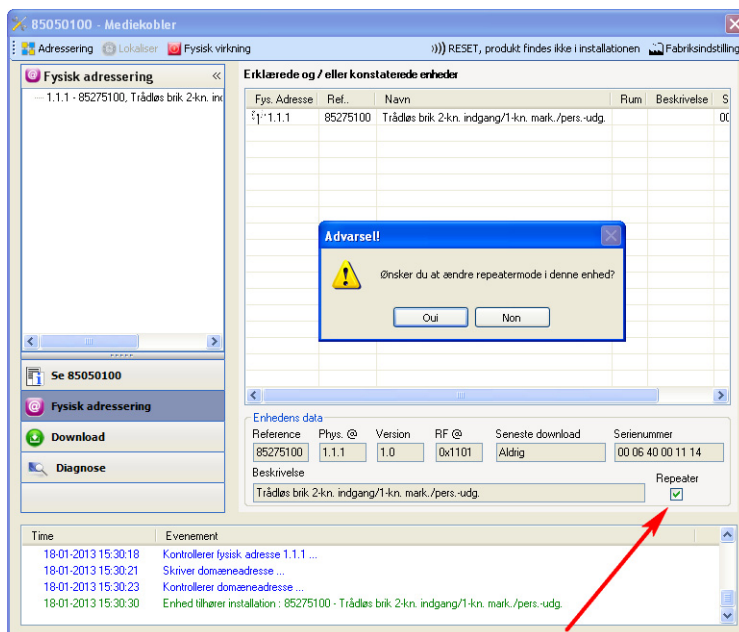 85050100 - Mediekobler
Adressering Lokaliser Fysisk virkning ))) RESET, produkt findes ikke i installationen Fabriksindstilling
Fysisk adressering «
1.1.1 - 85275100, Trådløs brik 2-kn. in
Se 85050100
Fysisk adressering
Download
Diagnose
Erklærede og / eller konstaterede enheder
Fys. Adresse Ref.. Navn Rum Beskrivelse S
1.1.1 85275100 Trådløs brik 2-kn. indgang/1-kn. mark./pers.-udg. 00
Advarsel!
Ønsker du at ændre repeatermode i denne enhed?
Oui Non
Enhedens data
Reference Phys. @ Version RF @ Seneste download Serienummer
85275100 1.1.1 1.0 0x1101 Aldrig 00 06 40 00 11 14
Beskrivelse
Repeater
Trådløs brik 2-kn. indgang/1-kn. mark./pers.-udg.
Time Evenement
18-01-2013 15:30:18 Kontrollerer fysisk adresse 1.1.1 ...
18-01-2013 15:30:21 Skriver domæneadresse ...
18-01-2013 15:30:23 Kontrollerer domæneadresse ...
18-01-2013 15:30:30 Enhed tilhører installation : 85275100 - Trådløs brik 2-kn. indgang/1-kn. mark./pers.-udg.